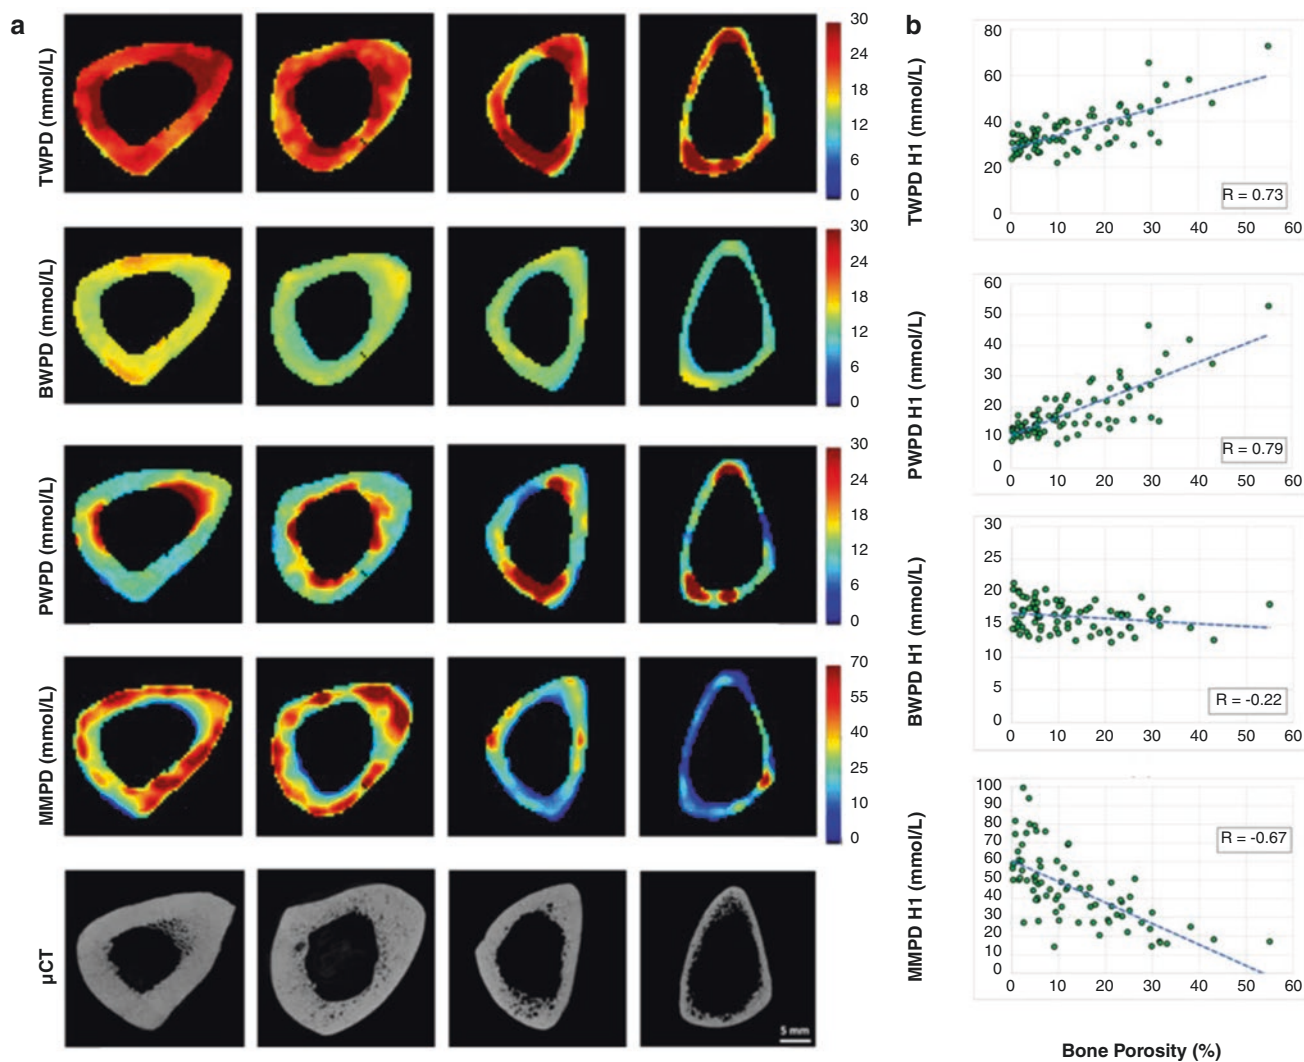 a
TWPD (mmol/L)
30
24
18
12
6
0
BWPD (mmol/L)
30
24
18
12
6
0
PWPD (mmol/L)
30
24
18
12
6
0
MMPD (mmol/L)
70
55
40
25
10
0
µCT
5 mm
b
TWPD H1 (mmol/L)
80
60
40
20
0
R = 0.73
0 10 20 30 40 50 60
PWPD H1 (mmol/L)
60
50
40
30
20
10
0
R = 0.79
0 10 20 30 40 50 60
BWPD H1 (mmol/L)
30
25
20
15
10
5
0
R = -0.22
0 10 20 30 40 50 60
MMPD H1 (mmol/L)
100
90
80
70
60
50
40
30
20
10
0
R = -0.67
0 10 20 30 40 50 60
Bone Porosity (%)